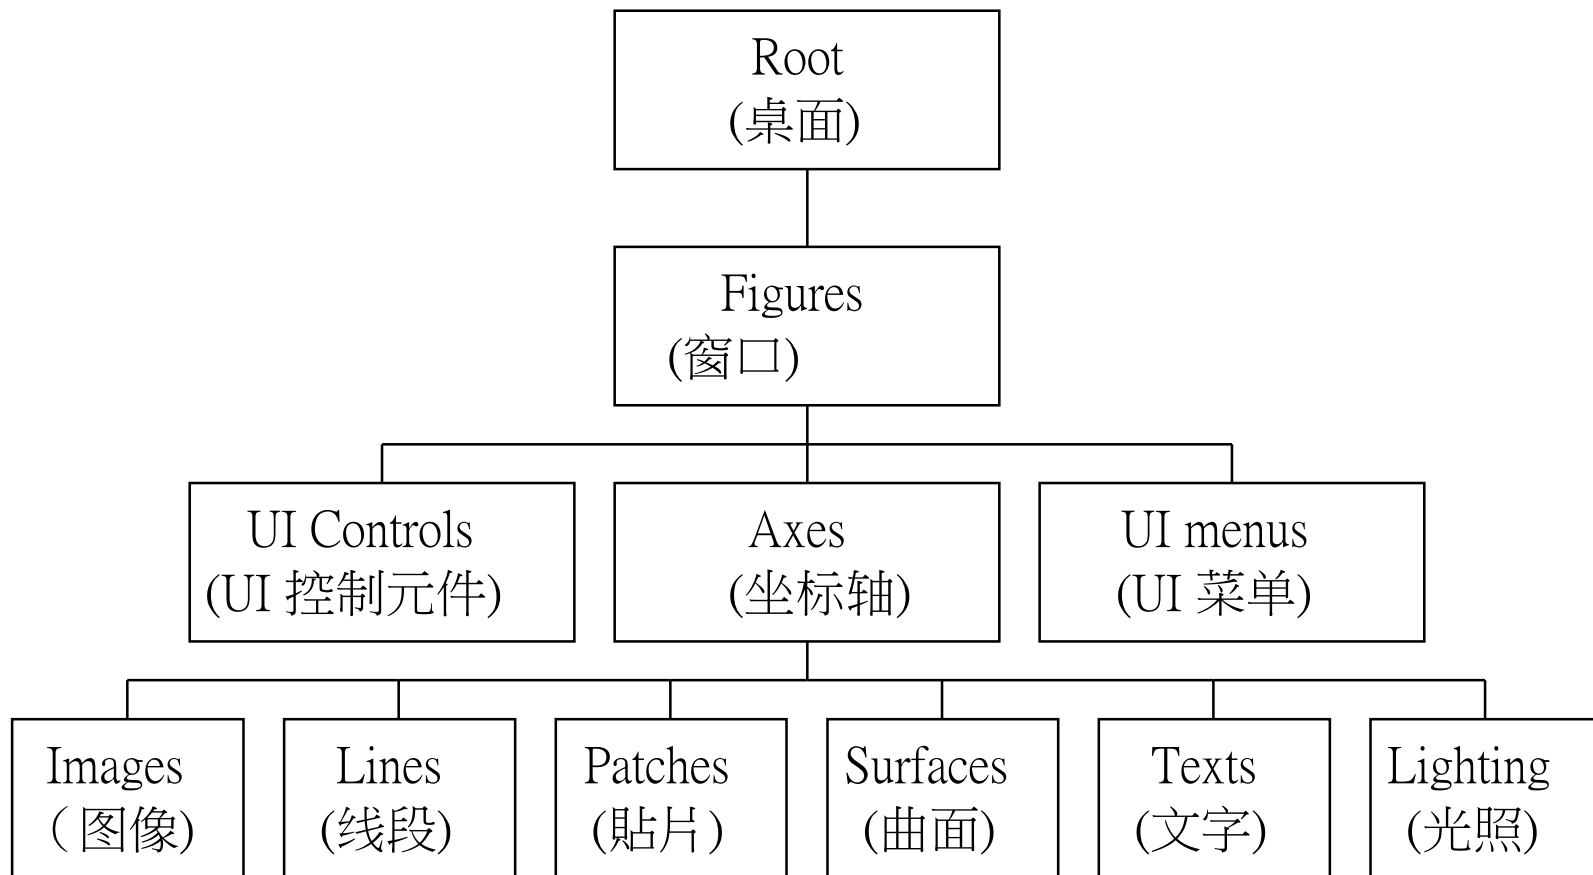 Root
(桌面)
Figures
(窗口)
UI Controls
(UI 控制元件)
Axes
(坐标轴)
UI menus
(UI 菜单)
Images
（图像)
Lines
(线段)
Patches
(貼片)
Surfaces
(曲面)
Texts
(文字)
Lighting
(光照)